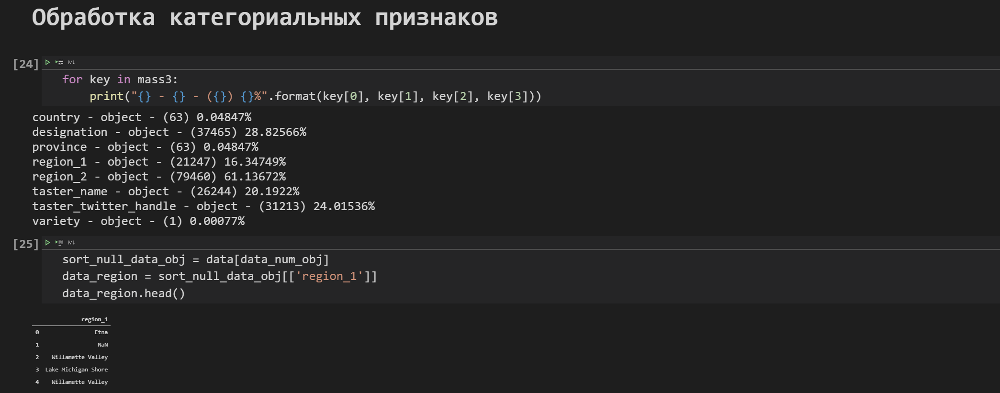 Обработка категориальных признаков
[24]
M↓
for key in mass3:
print("{} - {} - ({}) {}%".format(key[0], key[1], key[2], key[3]))
country - object - (63) 0.04847%
designation - object - (37465) 28.82566%
province - object - (63) 0.04847%
region_1 - object - (21247) 16.34749%
region_2 - object - (79460) 61.13672%
taster_name - object - (26244) 20.1922%
taster_twitter_handle - object - (31213) 24.01536%
variety - object - (1) 0.00077%
[25]
M↓
sort_null_data_obj = data[data_num_obj]
data_region = sort_null_data_obj[['region_1']]
data_region.head()
region_1
0 Etna
1 NaN
2 Willamette Valley
3 Lake Michigan Shore
4 Willamette Valley